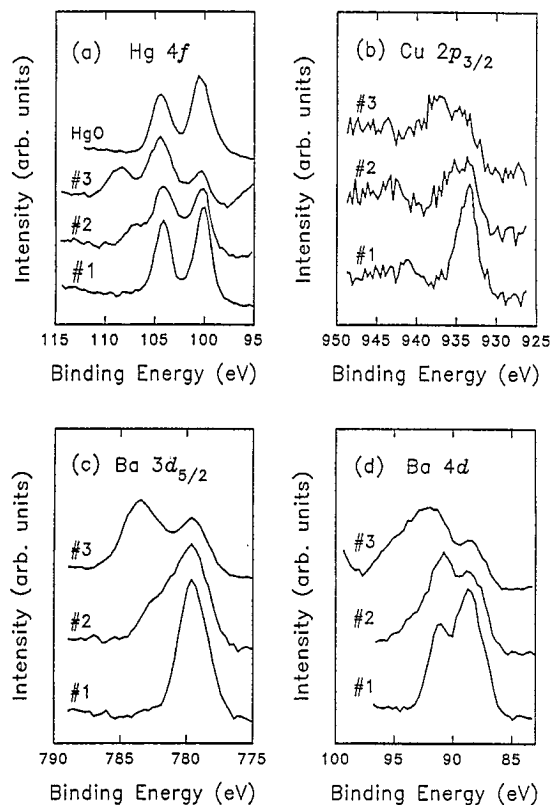 (a) Hg 4f
HgO
#3
#2
#1
Intensity (arb. units)
115 110 105 100 95
Binding Energy (eV)
(b) Cu 2p3/2
#3
#2
#1
Intensity (arb. units)
950 945 940 935 930 925
Binding Energy (eV)
(c) Ba 3d5/2
#3
#2
#1
Intensity (arb. units)
790 785 780 775
Binding Energy (eV)
(d) Ba 4d
#3
#2
#1
Intensity (arb. units)
100 95 90 85
Binding Energy (eV)